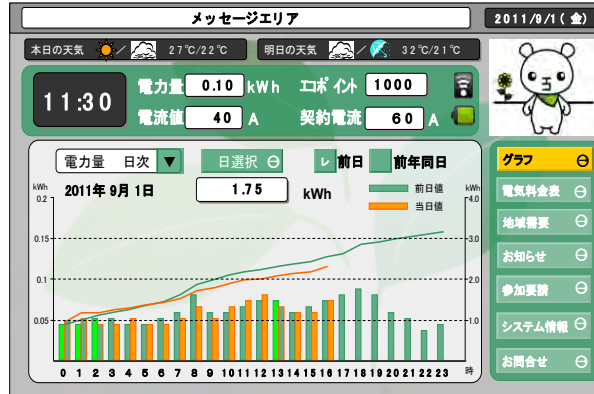 メッセージエリア
2011/9/1(金)
本日の天気 / 27℃/22℃
明日の天気 / 32℃/21℃
11:30
電力量 0.10 kWh エコポイント 1000
電流値 40 A 契約電流 60 A
電力量 日次 ▼
日選択
レ 前日
前年同日
2011年 9月 1日
1.75 kWh
前日値
当日値
kWh
0.2
0.15
0.1
0.05
kWh
4.0
3.0
2.0
1.0
0 1 2 3 4 5 6 7 8 9 10 11 12 13 14 15 16 17 18 19 20 21 22 23 時
グラフ
電気料金表
地域需要
お知らせ
参加要請
システム情報
お問合せ